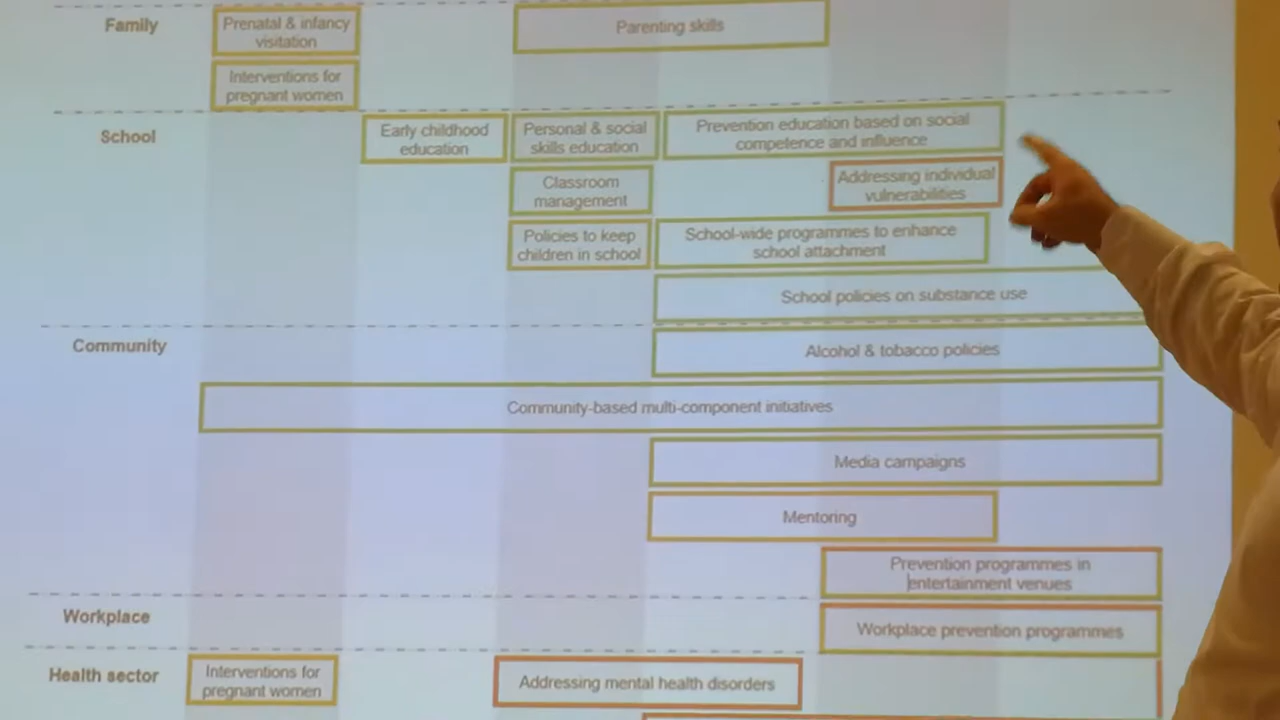 Family
Prenatal & infancy
visitation
Parenting skills
Interventions for
pregnant women
School
Early childhood
education
Personal & social
skills education
Prevention education based on social
competence and influence
Classroom
management
Addressing individual
vulnerabilities
Policies to keep
children in school
School-wide programmes to enhance
school attachment
School policies on substance use
Community
Alcohol & tobacco policies
Community-based multi-component initiatives
Media campaigns
Mentoring
Prevention programmes in
entertainment venues
Workplace
Workplace prevention programmes
Health sector
Interventions for
pregnant women
Addressing mental health disorders